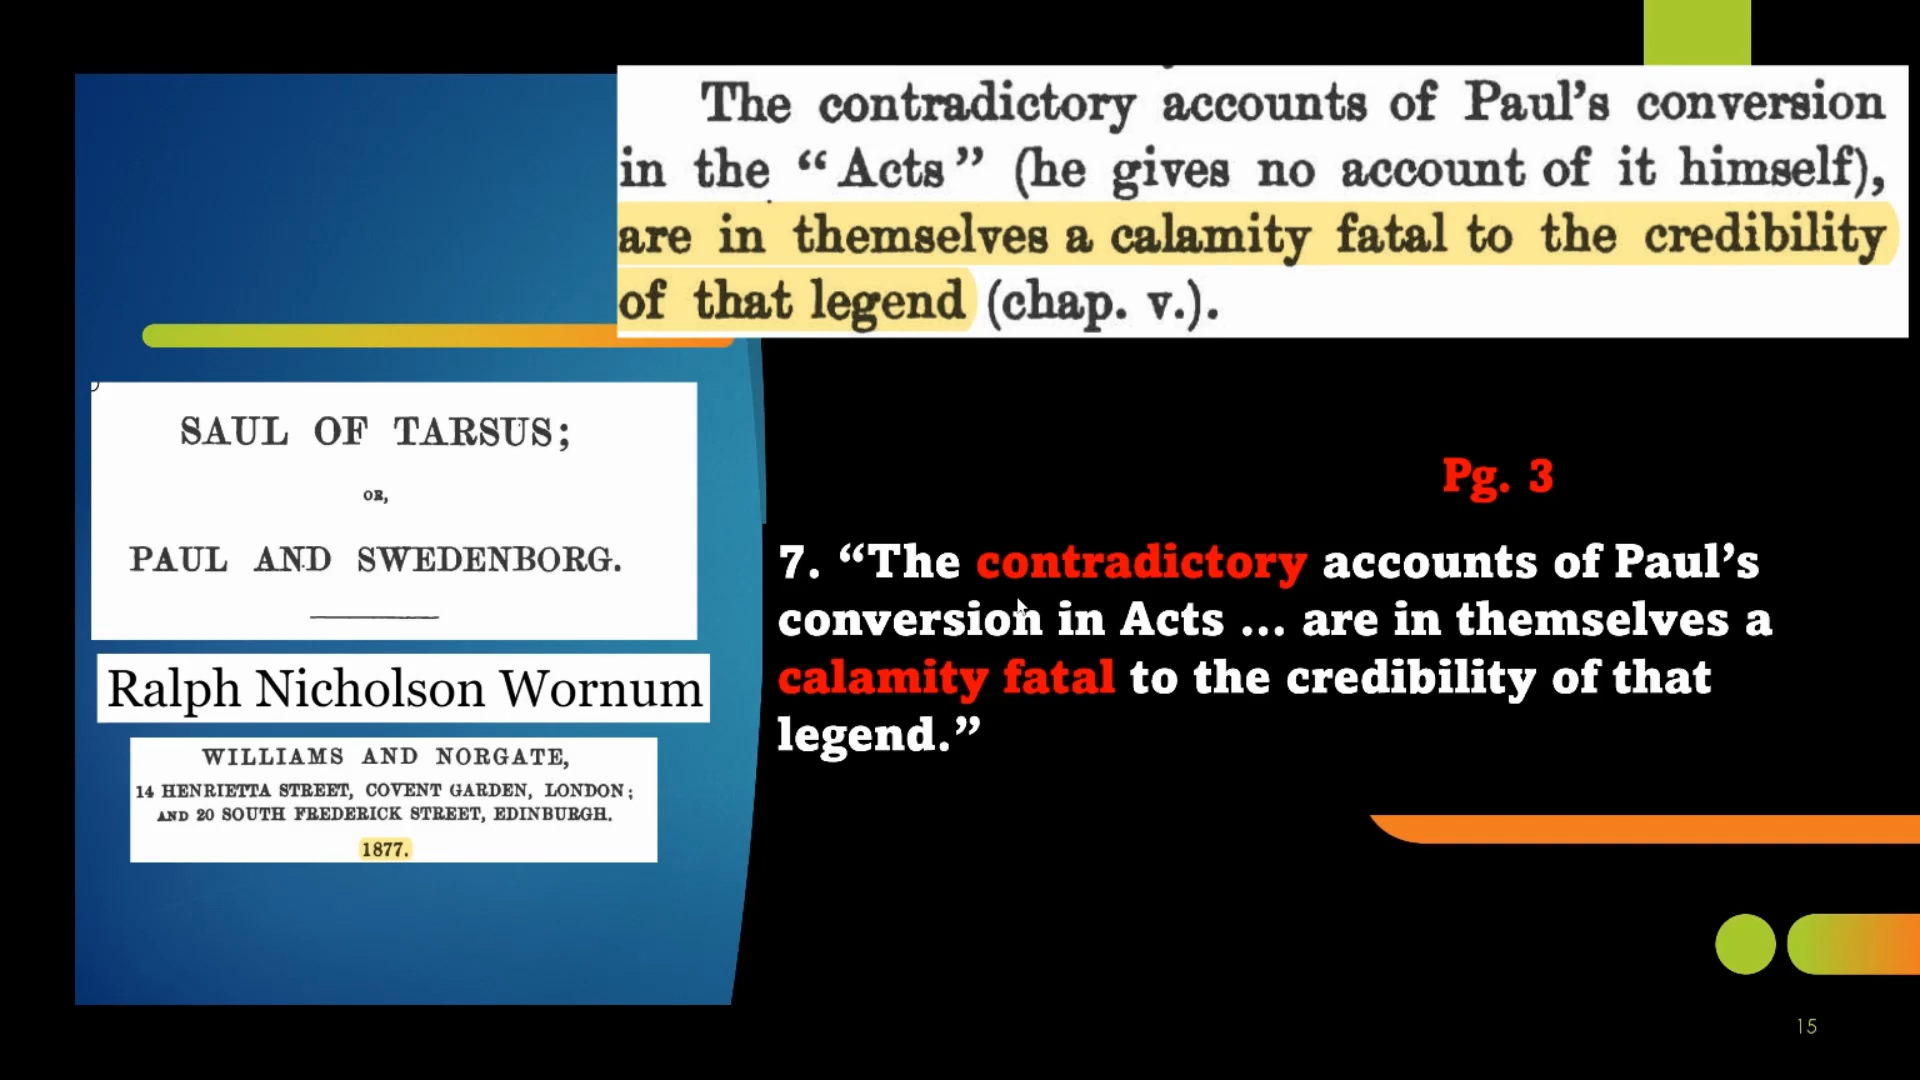 The contradictory accounts of Paul's conversion
in the “Acts” (he gives no account of it himself),
are in themselves a calamity fatal to the credibility
of that legend (chap. v.).
SAUL OF TARSUS;
OR,
PAUL AND SWEDENBORG.
Ralph Nicholson Wornum
WILLIAMS AND NORGATE,
14 HENRIETTA STREET, COVENT GARDEN, LONDON;
AND 20 SOUTH FREDERICK STREET, EDINBURGH.
1877.
Pg. 3
7. “The contradictory accounts of Paul’s
conversion in Acts ... are in themselves a
calamity fatal to the credibility of that
legend.”
15